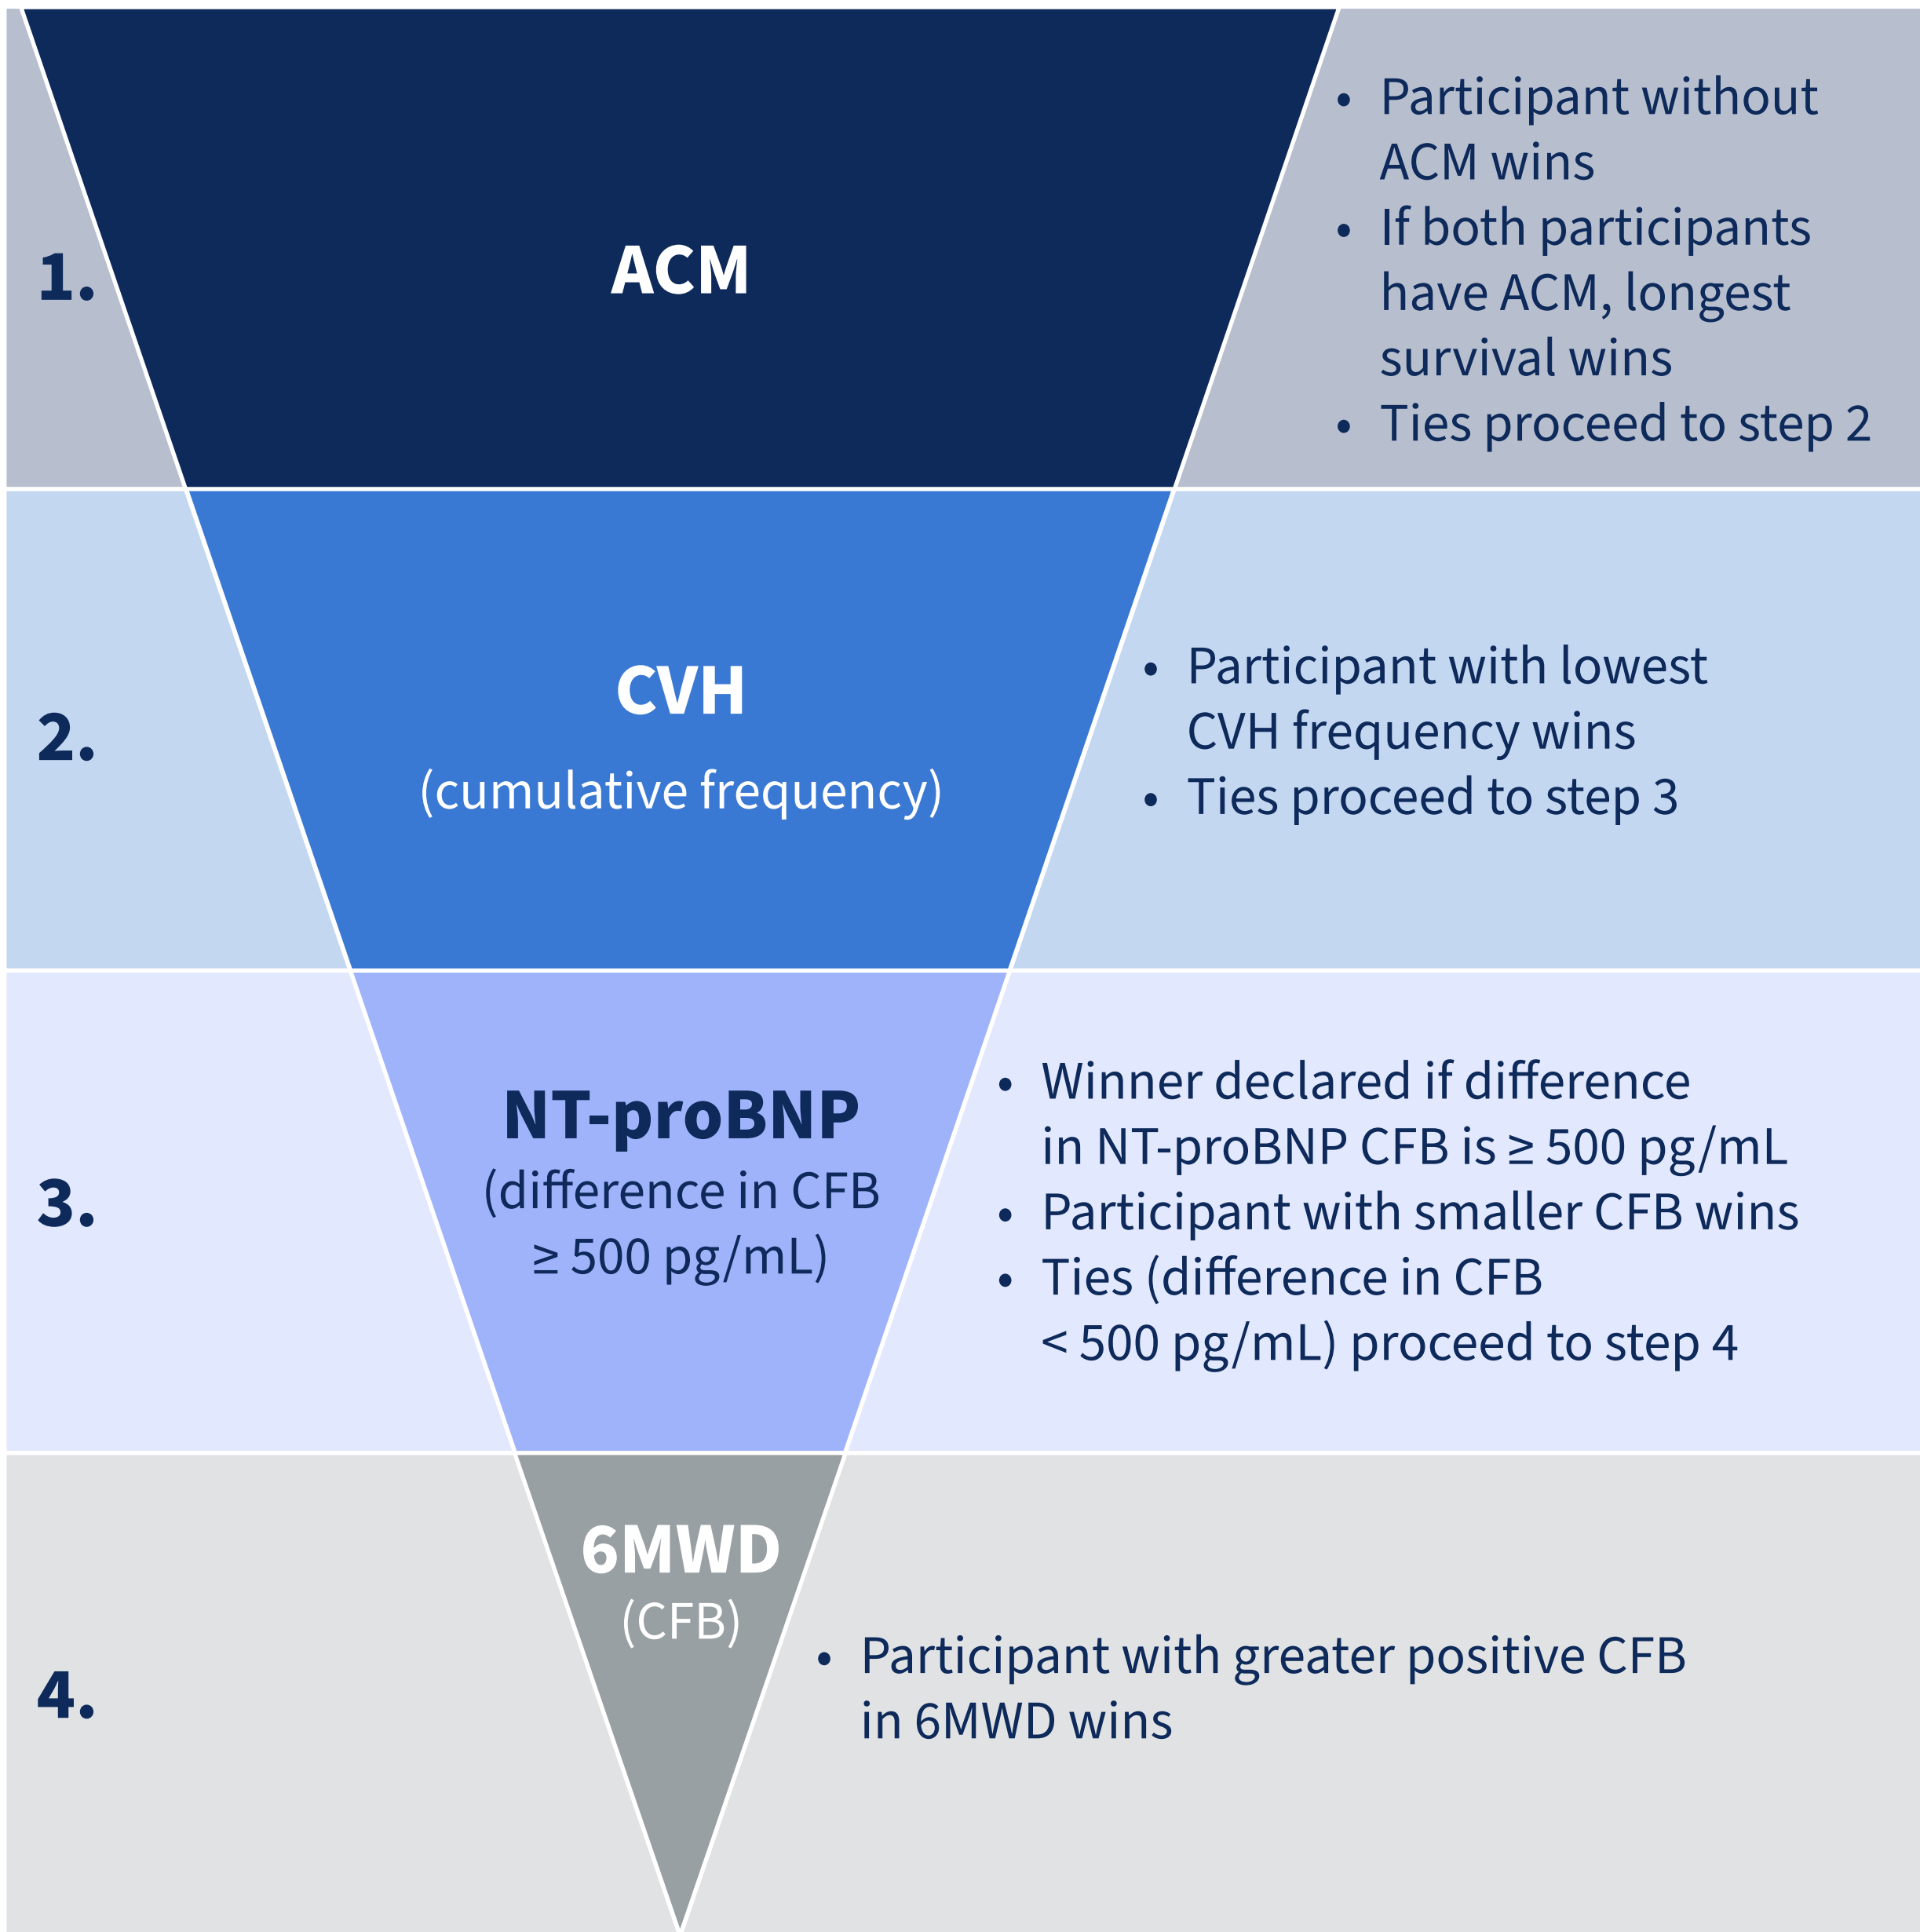 1.
ACM
• Participant without
ACM wins
• If both participants
have ACM, longest
survival wins
• Ties proceed to step 2
2.
CVH
(cumulative frequency)
• Participant with lowest
CVH frequency wins
• Ties proceed to step 3
3.
NT-proBNP
(difference in CFB
≥ 500 pg/mL)
• Winner declared if difference
in NT-proBNP CFB is ≥ 500 pg/mL
• Participant with smaller CFB wins
• Ties (difference in CFB
< 500 pg/mL) proceed to step 4
4.
6MWD
(CFB)
• Participant with greater positive CFB
in 6MWD wins